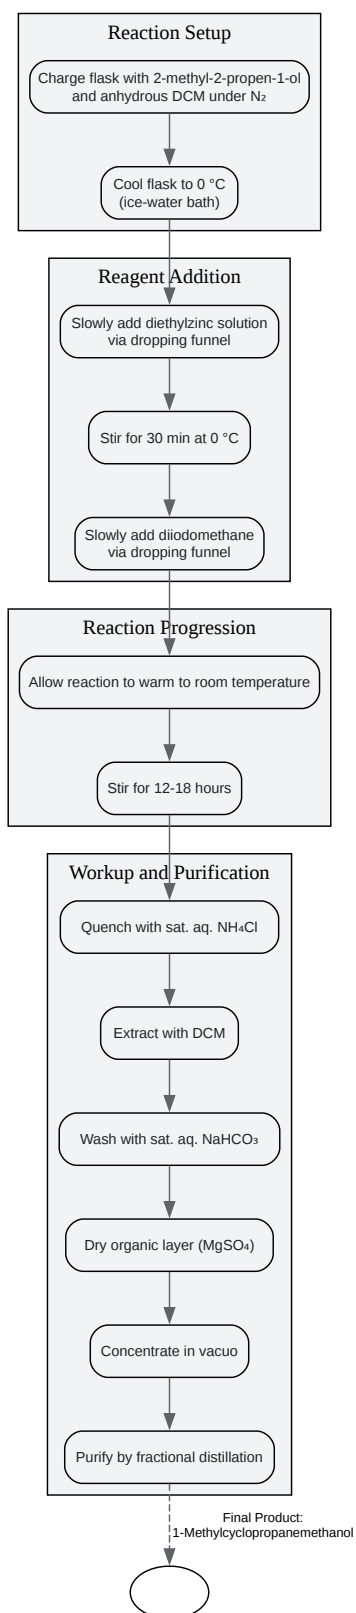 Reaction Setup
Charge flask with 2-methyl-2-propen-1-ol
and anhydrous DCM under N₂
Cool flask to 0 °C
(ice-water bath)
Reagent Addition
Slowly add diethylzinc solution
via dropping funnel
Stir for 30 min at 0 °C
Slowly add diiodomethane
via dropping funnel
Reaction Progression
Allow reaction to warm to room temperature
Stir for 12-18 hours
Workup and Purification
Quench with sat. aq. NH₄Cl
Extract with DCM
Wash with sat. aq. NaHCO₃
Dry organic layer (MgSO₄)
Concentrate in vacuo
Purify by fractional distillation
Final Product:
1-Methylcyclopropanemethanol